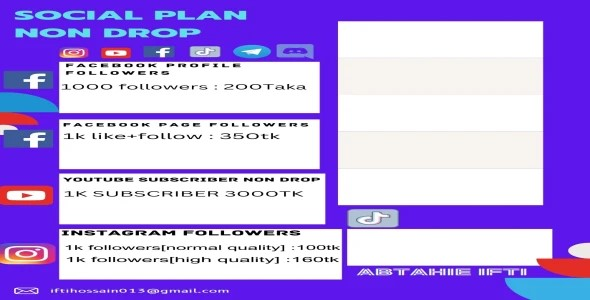 SOCIAL PLAN
NON DROP
FACEBOOK PROFILE
FOLLOWERS
1000 followers : 200Taka
FACEBOOK PAGE FOLLOWERS
1k like+follow : 350tk
YOUTUBE SUBSCRIBER NON DROP
1K SUBSCRIBER 3000TK
INSTAGRAM FOLLOWERS
1k followers[normal quality] :100tk
1k followers[high quality] :160tk
ABTAHIE IFTI
iftihossain013@gmail.com